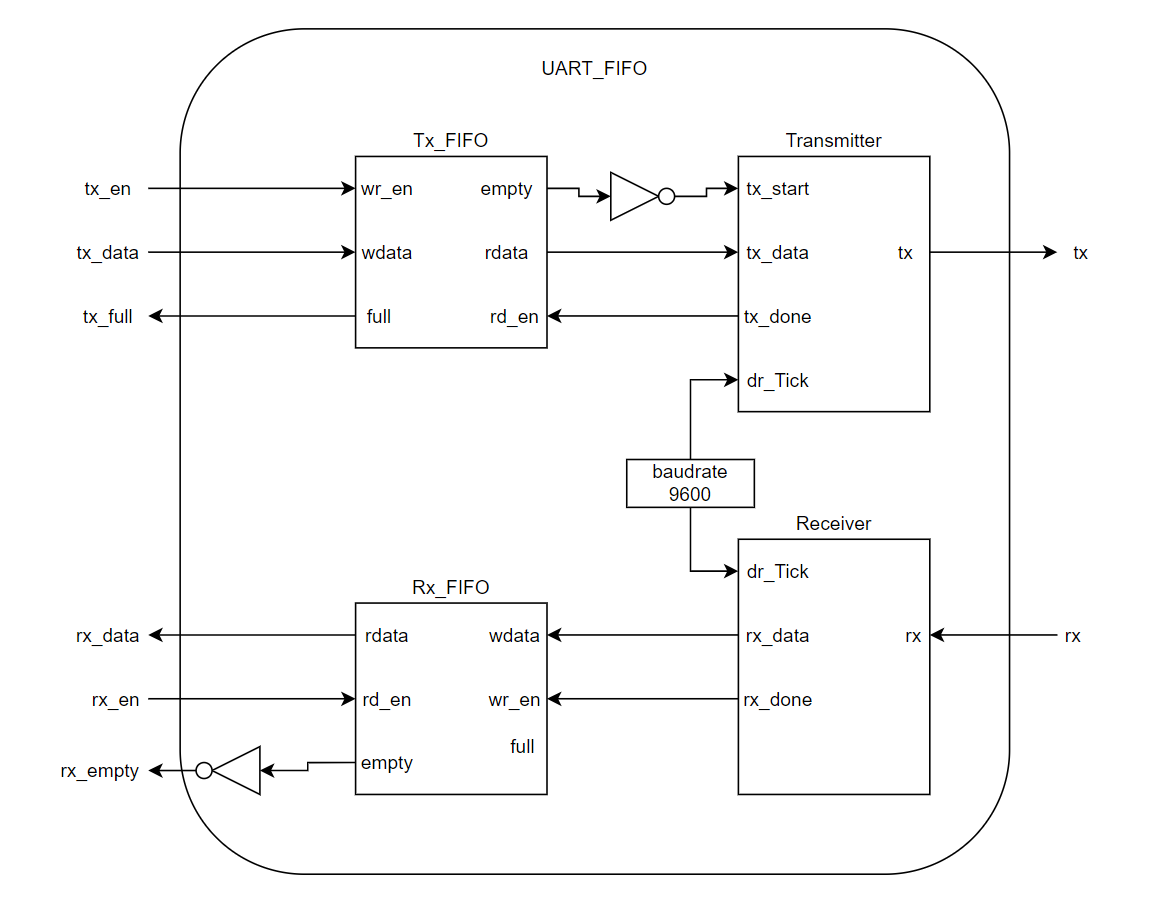 UART_FIFO
Tx_FIFO
Transmitter
tx_en
wr_en
empty
tx_start
tx_data
wdata
rdata
tx_data
tx
tx
tx_full
full
rd_en
tx_done
dr_Tick
baudrate
9600
Receiver
dr_Tick
Rx_FIFO
rx_data
rdata
wdata
rx_data
rx
rx
rx_en
rd_en
wr_en
rx_done
full
rx_empty
empty